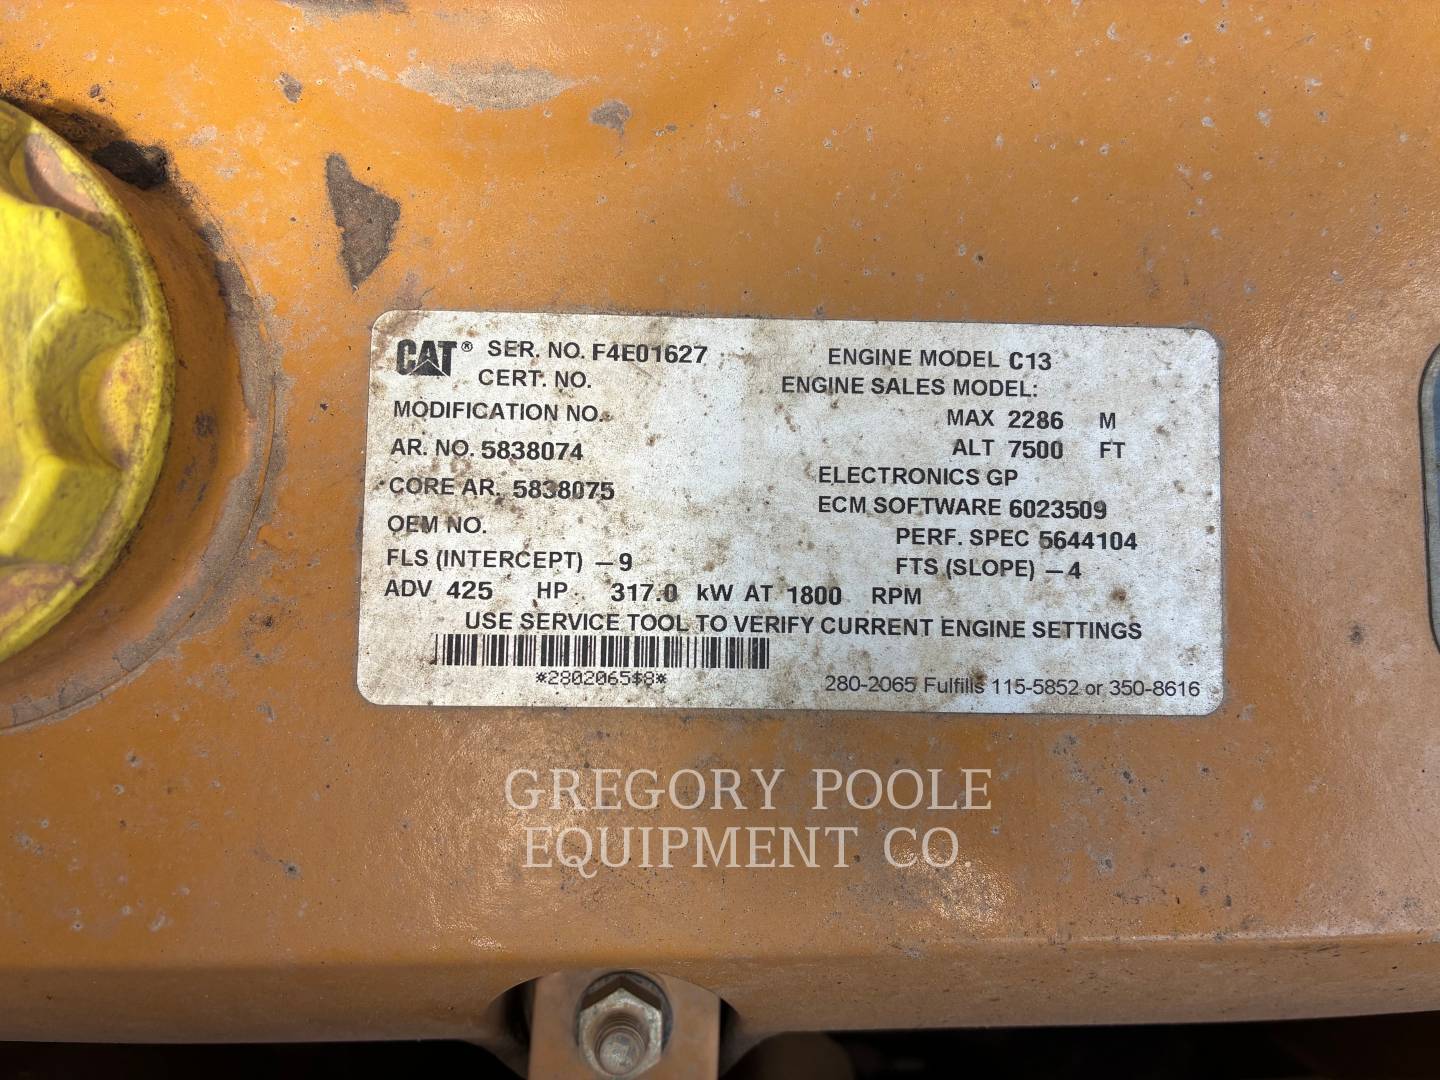 CAT® SER. NO. F4E01627 ENGINE MODEL C13
CERT. NO. ENGINE SALES MODEL:
MODIFICATION NO. MAX 2286 M
AR. NO. 5838074 ALT 7500 FT
CORE AR. 5838075 ELECTRONICS GP
ECM SOFTWARE 6023509
OEM NO. PERF. SPEC 5644104
FLS (INTERCEPT) −9 FTS (SLOPE) −4
ADV 425 HP 317.0 kW AT 1800 RPM
USE SERVICE TOOL TO VERIFY CURRENT ENGINE SETTINGS
*2802065$8* 280-2065 Fulfills 115-5852 or 350-8616
GREGORY POOLE
EQUIPMENT CO.